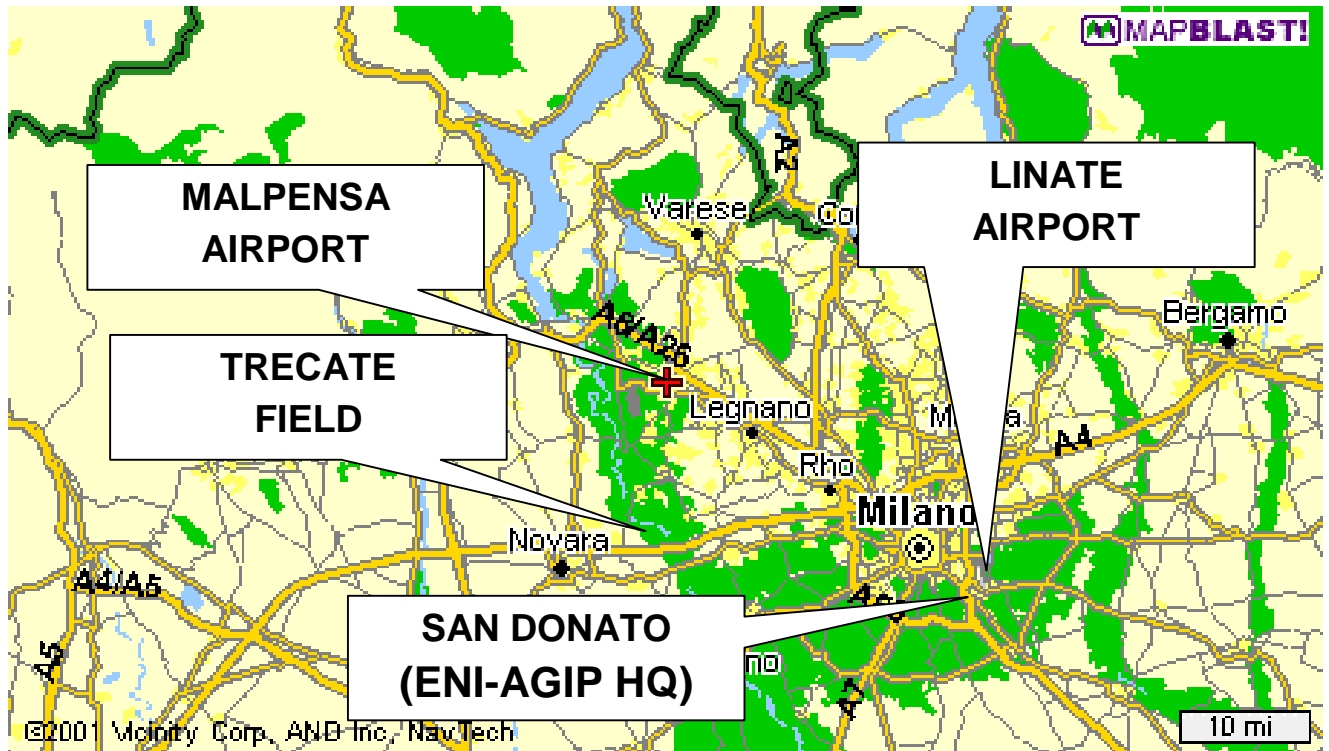 MAPBLAST!
MALPENSA
AIRPORT
LINATE
AIRPORT
A2
Varese
Bergamo
TRECATE
FIELD
A8/A26
Legnano
A4
Rho
Milano
Novara
A4/A5
SAN DONATO
(ENI-AGIP HQ)
A5
A7
©2001 Vicinity Corp, AND Inc, NavTech
10 mi